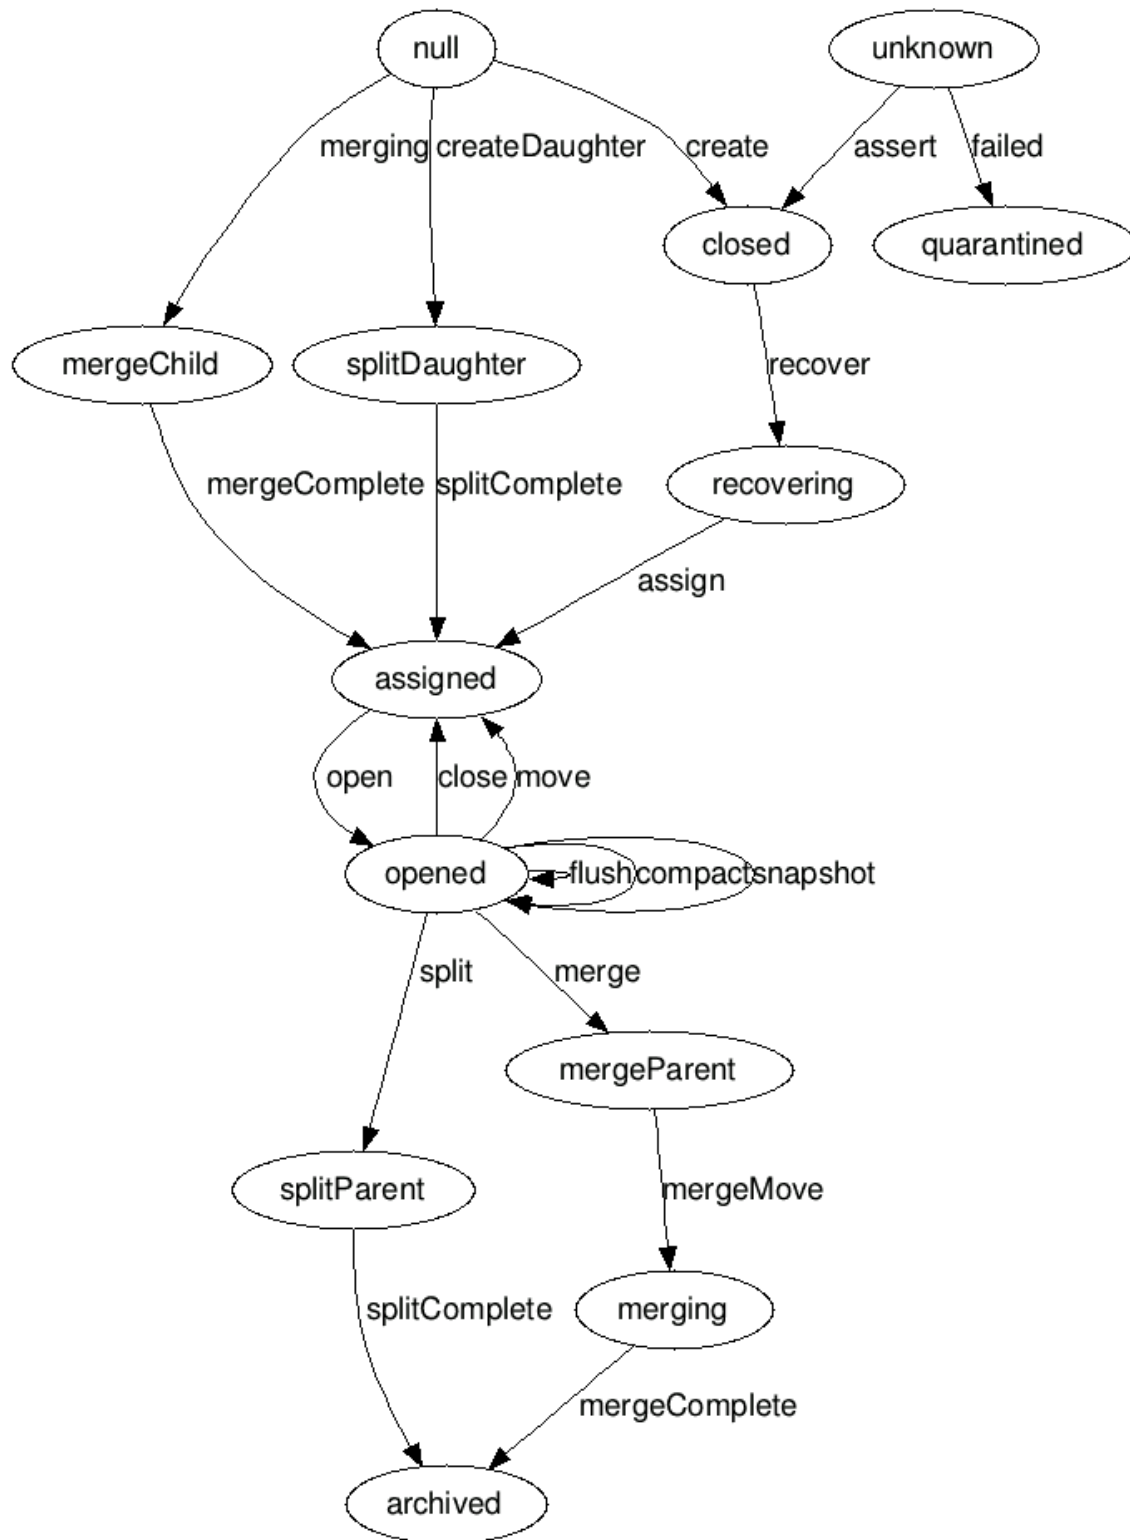 null
unknown
merging
createDaughter
create
assert
failed
closed
quarantined
mergeChild
splitDaughter
recover
mergeComplete
splitComplete
recovering
assign
assigned
open
close
move
opened
flush
compact
snapshot
split
merge
mergeParent
splitParent
mergeMove
splitComplete
merging
mergeComplete
archived